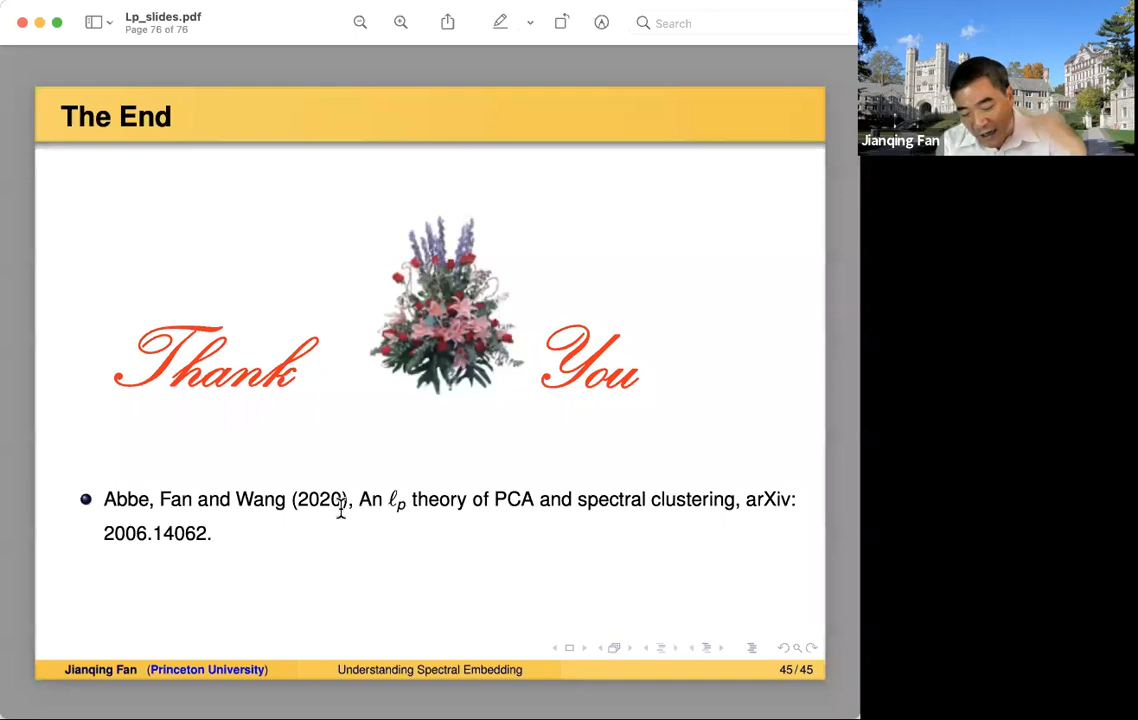 Lp_slides.pdf
Page 76 of 76
Search
Jianqing Fan
The End
Thank You
Abbe, Fan and Wang (2020), An ℓp theory of PCA and spectral clustering, arXiv:
2006.14062.
Jianqing Fan (Princeton University) Understanding Spectral Embedding 45/45